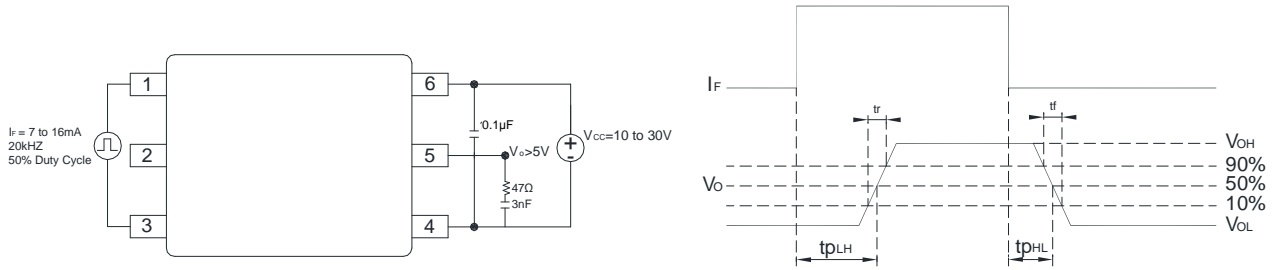 1
2
3
6
5
4
IF = 7 to 16mA
20kHZ
50% Duty Cycle
0.1µF
Vo>5V
47Ω
3nF
+
-
VCC=10 to 30V
IF
tr
tf
VOH
90%
50%
10%
VOL
VO
tpLH
tpHL